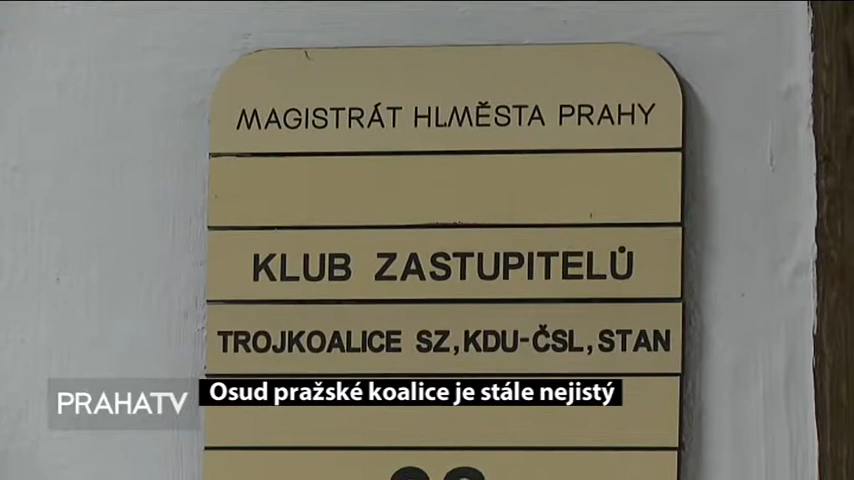 MAGISTRÁT HLMĚSTA PRAHY
KLUB ZASTUPITELŮ
TROJKOALICE SZ,KDU-ČSL,STAN
PRAHATV
Osud pražské koalice je stále nejistý